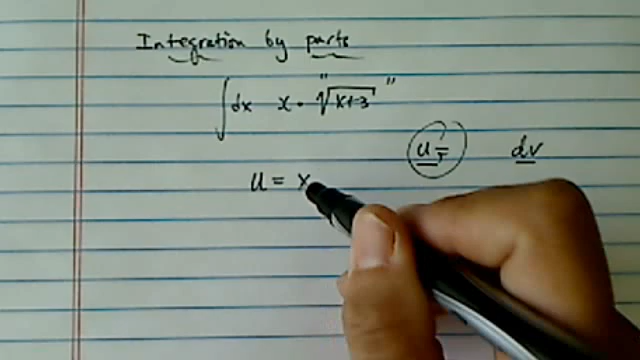 Integration by parts
∫dx x · "√x+3"
u dv
u = x